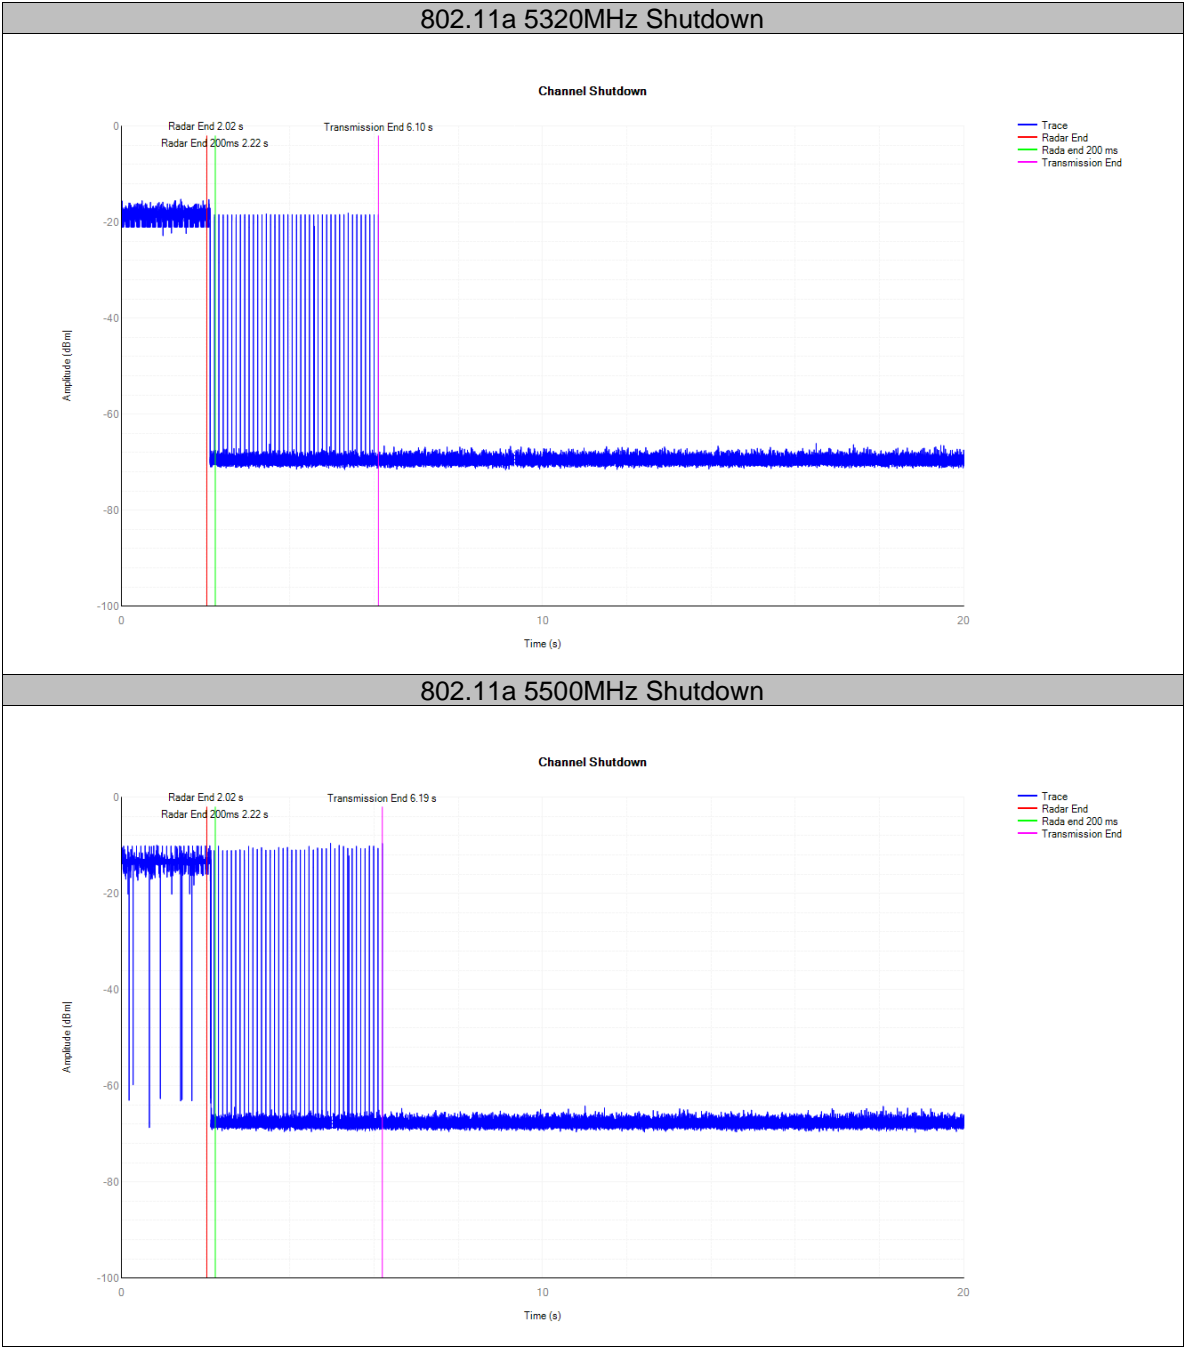 802.11a 5320MHz Shutdown
Channel Shutdown
Radar End 2.02 s
Transmission End 6.10 s
Radar End 200ms 2.22 s
Trace
Radar End
Rada end 200 ms
Transmission End
0
-20
-40
-60
-80
-100
Amplitude (dBm|
0
10
20
Time (s)
802.11a 5500MHz Shutdown
Channel Shutdown
Radar End 2.02 s
Transmission End 6.19 s
Radar End 200ms 2.22 s
Trace
Radar End
Rada end 200 ms
Transmission End
0
-20
-40
-60
-80
-100
Amplitude (dBm|
0
10
20
Time (s)